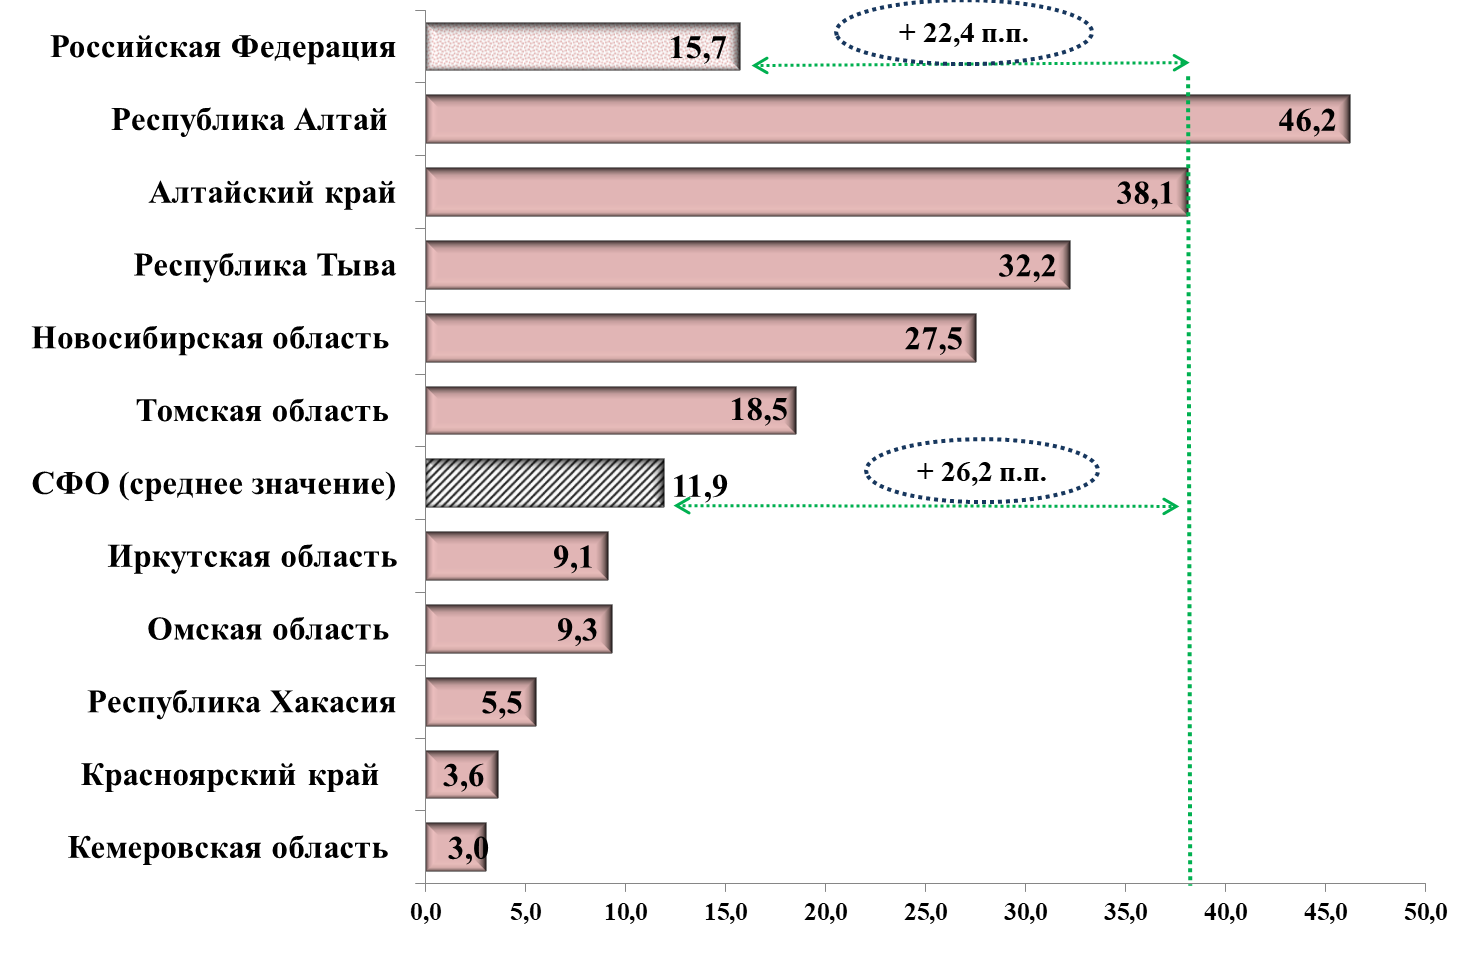 Российская Федерация 15,7 + 22,4 п.п.
Республика Алтай 46,2
Алтайский край 38,1
Республика Тыва 32,2
Новосибирская область 27,5
Томская область 18,5
СФО (среднее значение) 11,9 + 26,2 п.п.
Иркутская область 9,1
Омская область 9,3
Республика Хакасия 5,5
Красноярский край 3,6
Кемеровская область 3,0
0,0 5,0 10,0 15,0 20,0 25,0 30,0 35,0 40,0 45,0 50,0